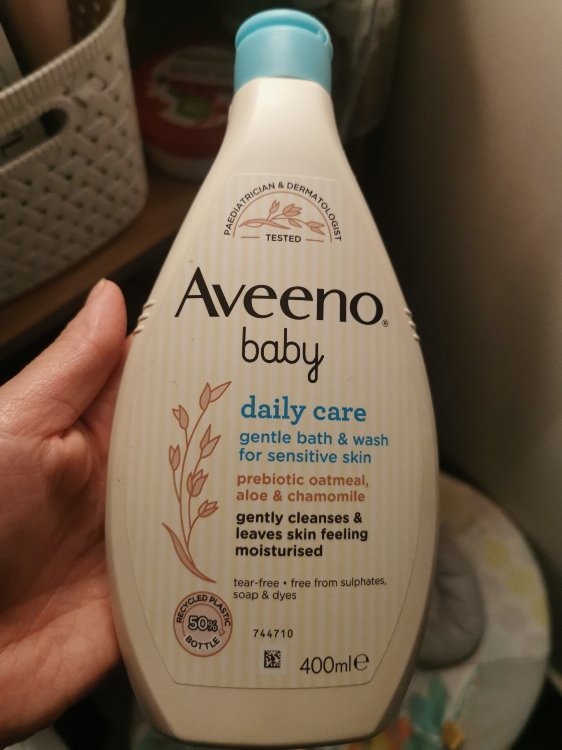 PAEDIATRICIAN & DERMATOLOGIST
TESTED
Aveeno®
baby
daily care
gentle bath & wash
for sensitive skin
prebiotic oatmeal,
aloe & chamomile
gently cleanses &
leaves skin feeling
moisturised
tear-free • free from sulphates,
soap & dyes
RECYCLED PLASTIC
50%
BOTTLE
744710
400ml℮